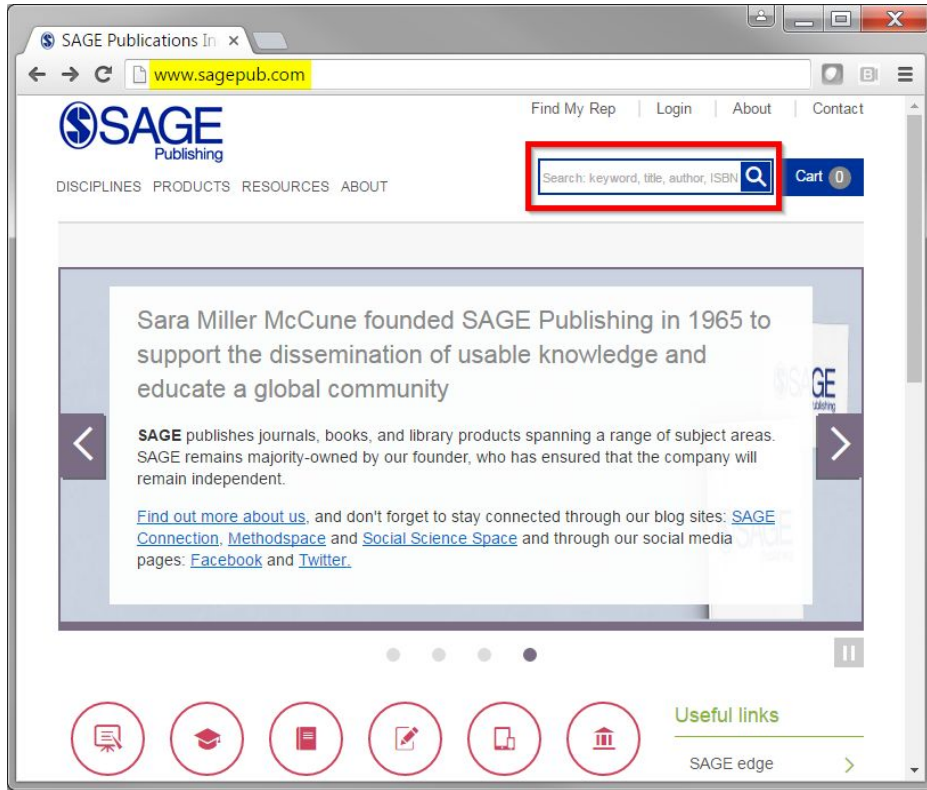 SAGE Publications In
www.sagepub.com
Find My Rep | Login | About | Contact
SAGE
Publishing
Search: keyword, title, author, ISBN
Cart 0
DISCIPLINES PRODUCTS RESOURCES ABOUT
Sara Miller McCune founded SAGE Publishing in 1965 to
support the dissemination of usable knowledge and
educate a global community
SAGE publishes journals, books, and library products spanning a range of subject areas.
SAGE remains majority-owned by our founder, who has ensured that the company will
remain independent.
Find out more about us, and don't forget to stay connected through our blog sites: SAGE
Connection, Methodspace and Social Science Space and through our social media
pages: Facebook and Twitter.
Useful links
SAGE edge